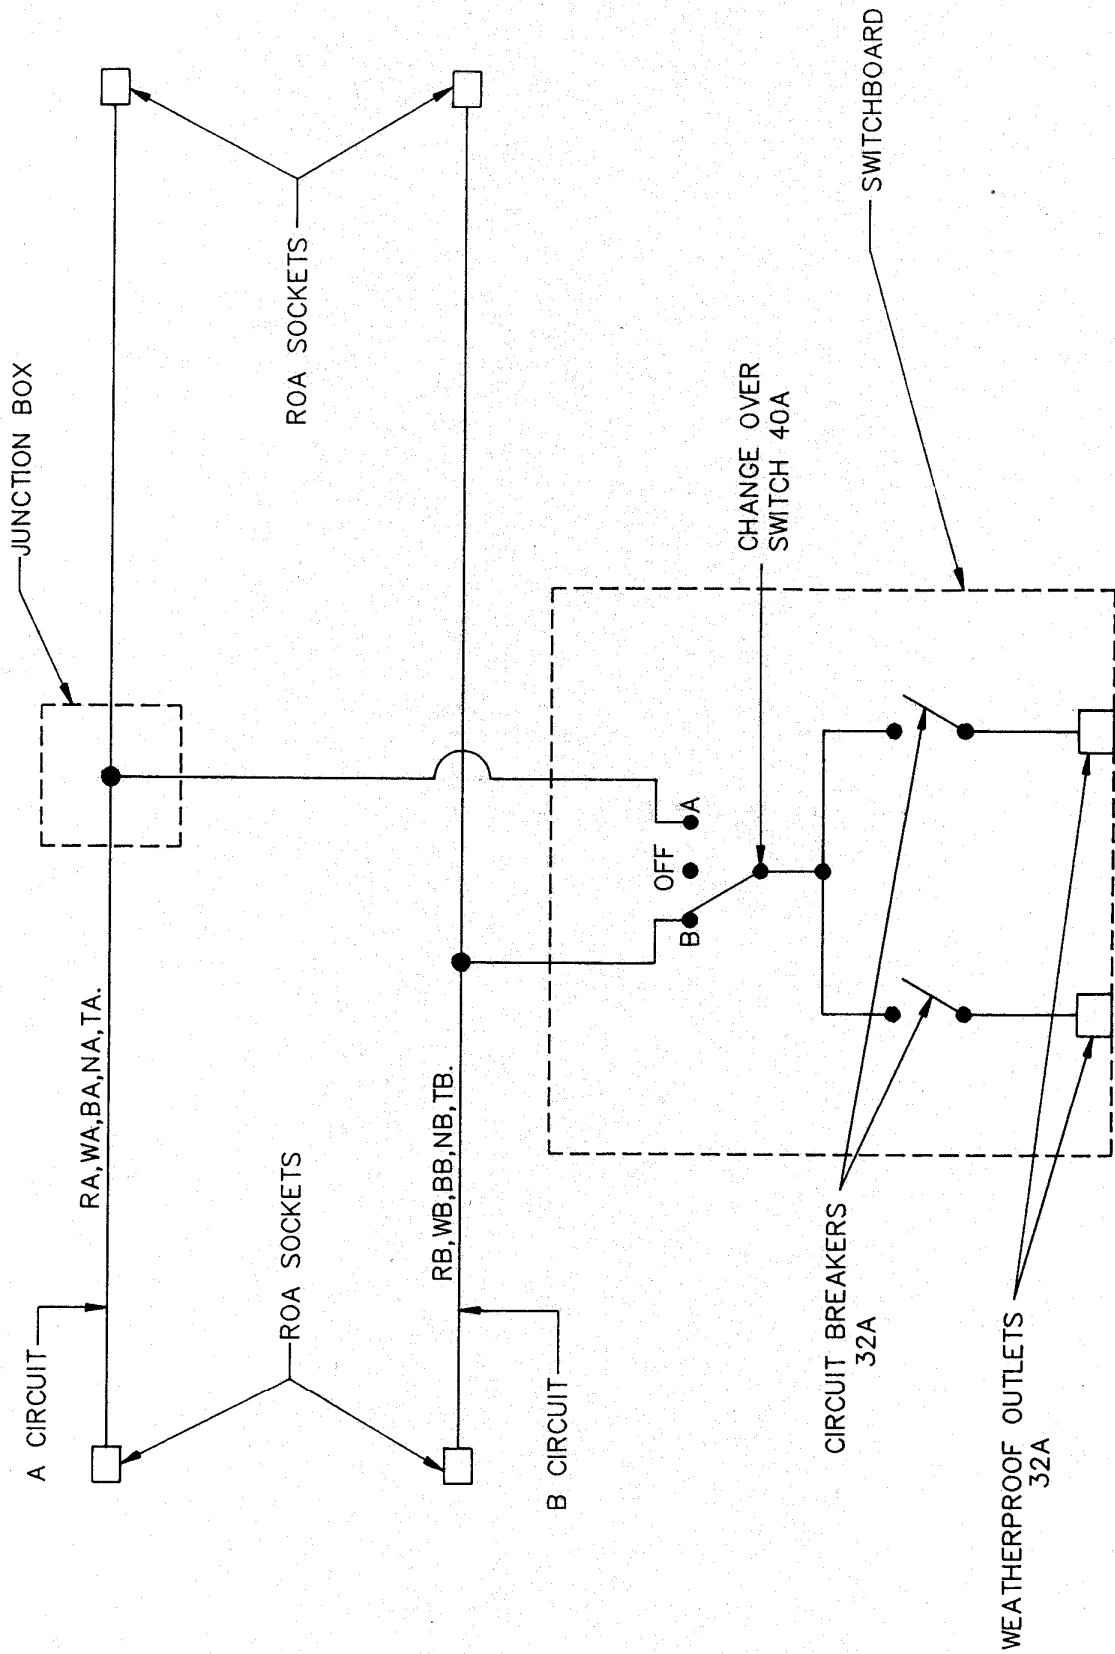 A CIRCUIT
JUNCTION BOX
RA,WA,BA,NA,TA.
ROA SOCKETS
ROA SOCKETS
RB,WB,BB,NB,TB.
B CIRCUIT
B
OFF
A
CHANGE OVER
SWITCH 40A
SWITCHBOARD
CIRCUIT BREAKERS
32A
WEATHERPROOF OUTLETS
32A